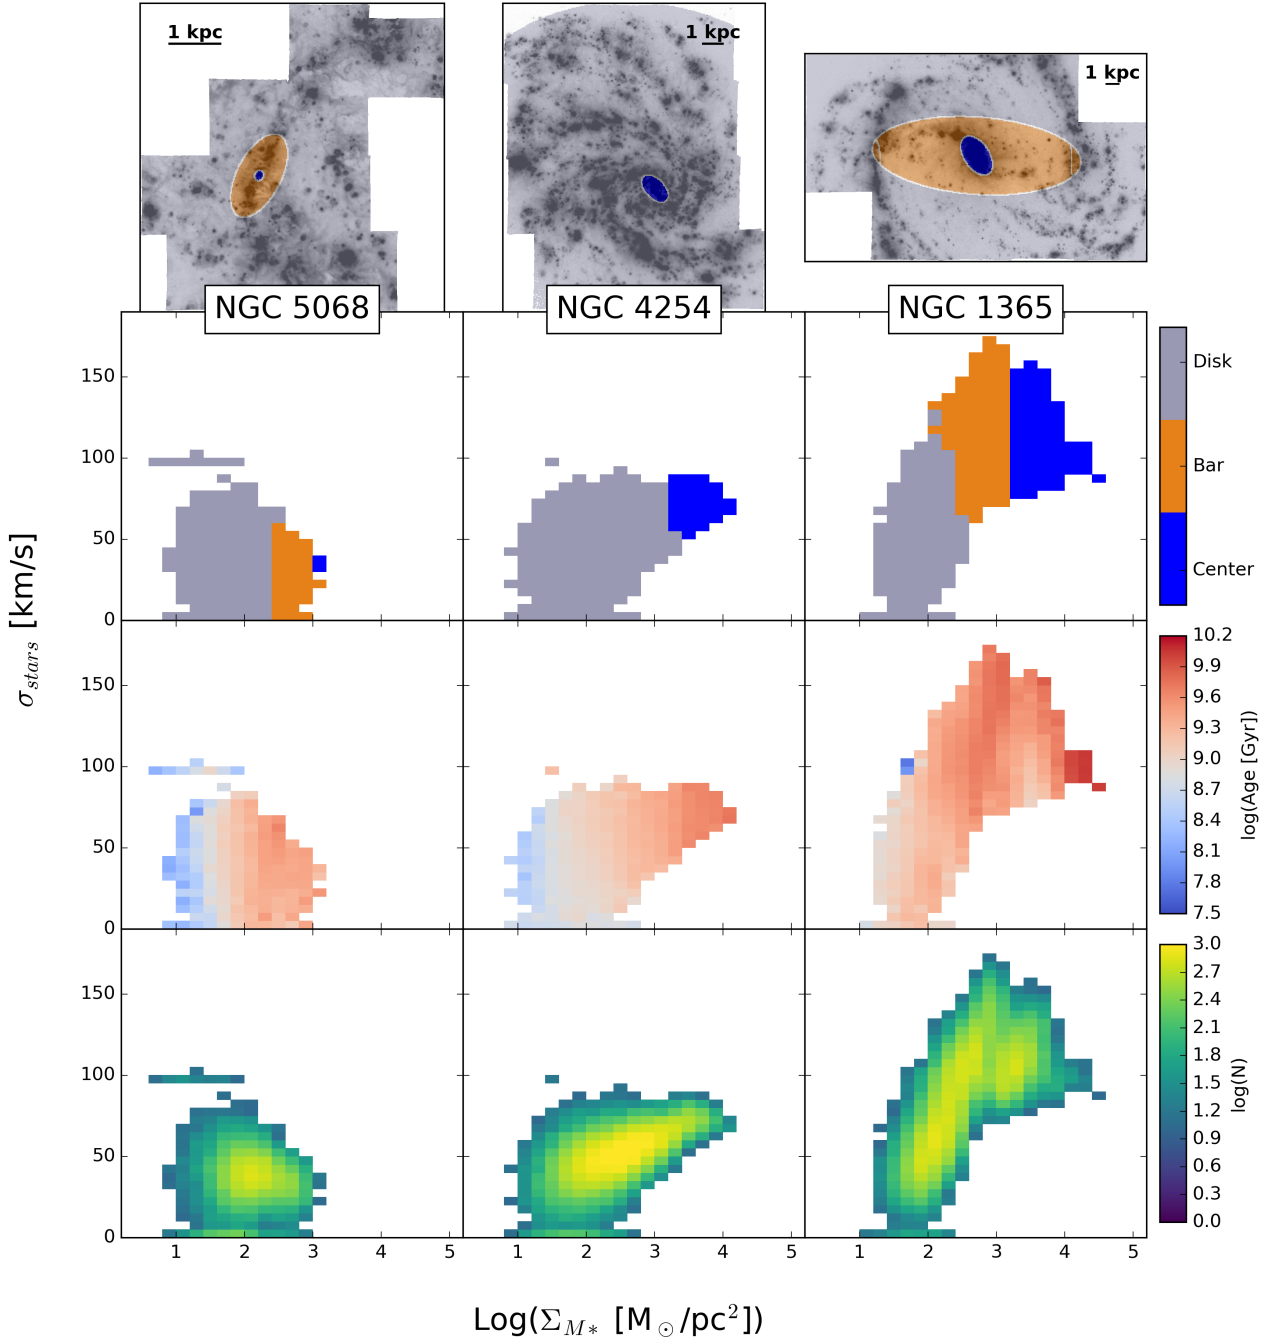 1 kpc
1 kpc
1 kpc
NGC 5068
NGC 4254
NGC 1365
150
100
50
0
Disk
Bar
Center
150
100
50
0
10.2
9.9
9.6
9.3
9.0
8.7
8.4
8.1
7.8
7.5
log(Age [Gyr])
150
100
50
0
3.0
2.7
2.4
2.1
1.8
1.5
1.2
0.9
0.6
0.3
0.0
log(N)
σ_stars [km/s]
1 2 3 4 5
1 2 3 4 5
1 2 3 4 5
Log(Σ_M* [M_⊙/pc²])